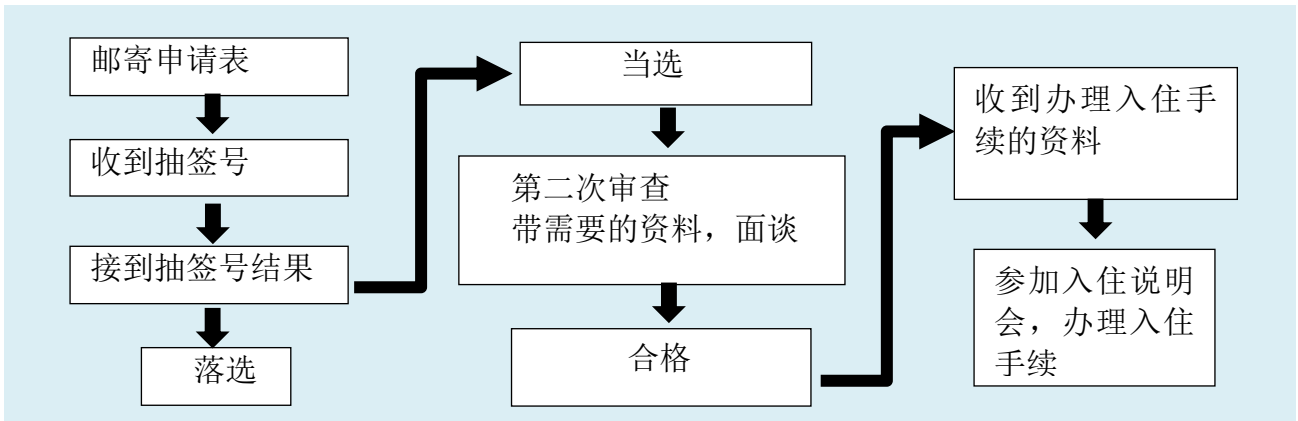 邮寄申请表
收到抽签号
接到抽签号结果
落选
当选
第二次审查
带需要的资料，面谈
合格
收到办理入住手
续的资料
参加入住说明
会，办理入住
手续